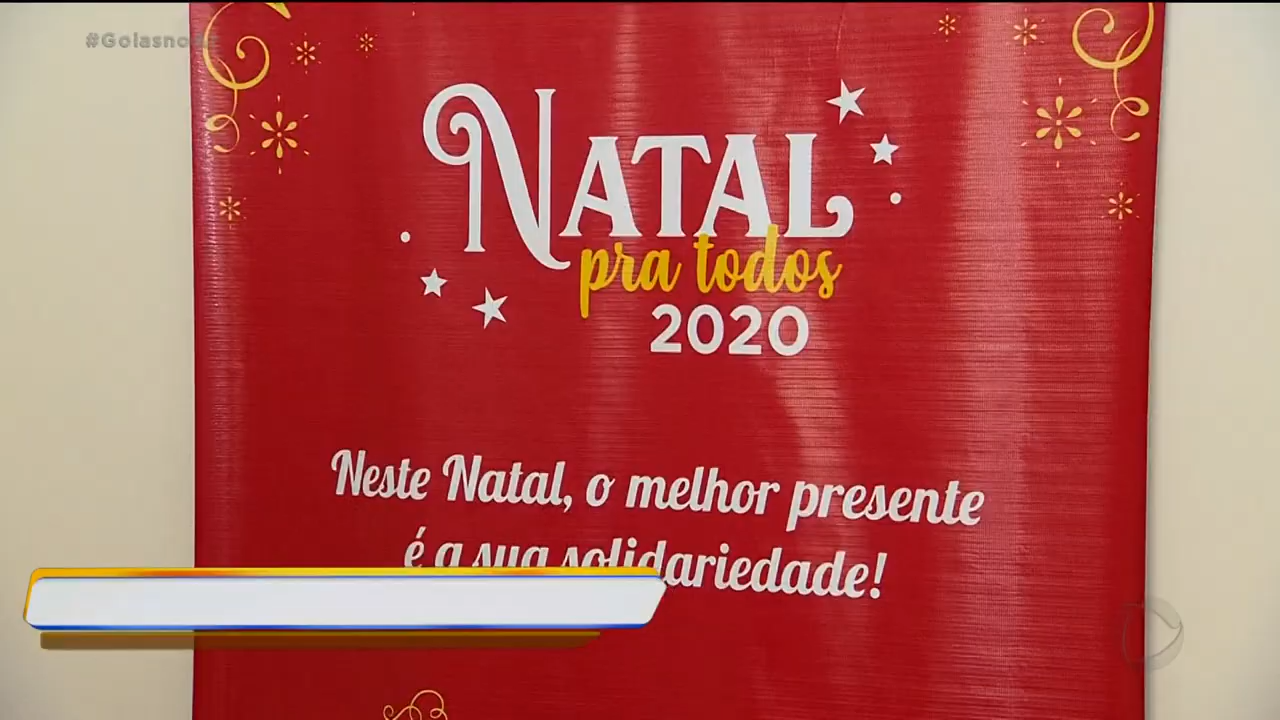 NATAL
pra todos
2020
Neste Natal, o melhor presente
é a sua solidariedade!